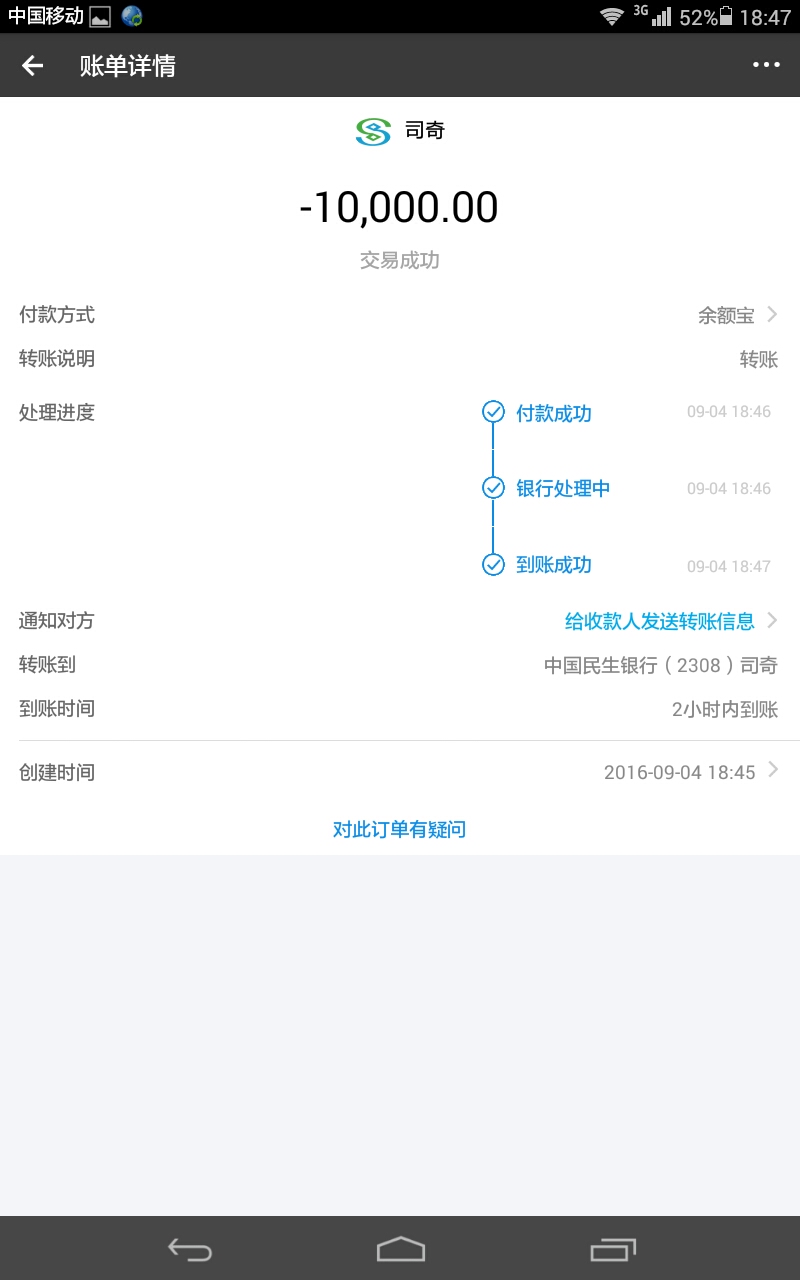 中国移动 3G 52% 18:47
账单详情
司奇
-10,000.00
交易成功
付款方式 余额宝
转账说明 转账
处理进度 付款成功 09-04 18:46
银行处理中 09-04 18:46
到账成功 09-04 18:47
通知对方 给收款人发送转账信息
转账到 中国民生银行（2308）司奇
到账时间 2小时内到账
创建时间 2016-09-04 18:45
对此订单有疑问